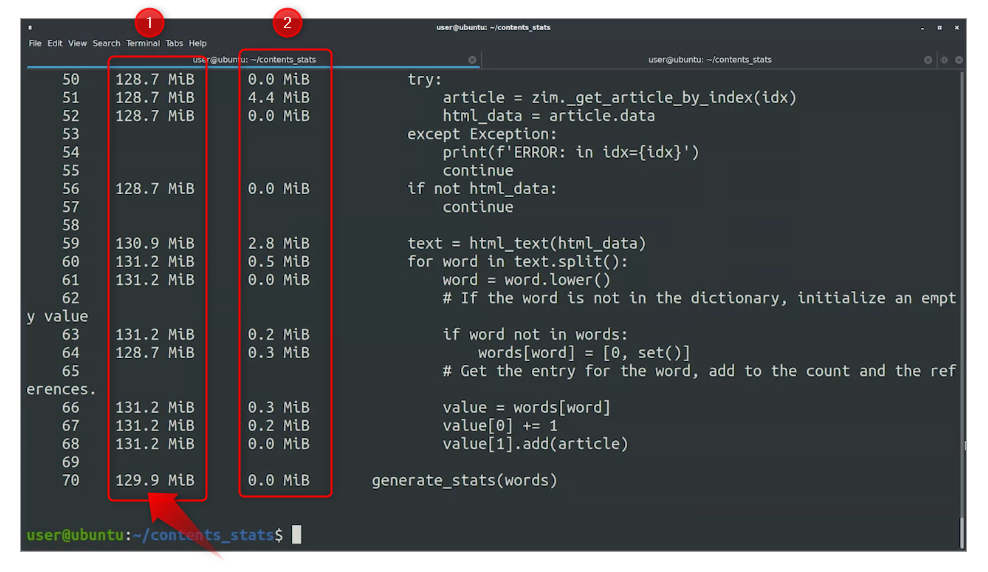 1 2
user@ubuntu: ~/contents_stats
File Edit View Search Terminal Tabs Help
user@ubuntu: ~/contents_stats user@ubuntu: ~/contents_stats
50 128.7 MiB 0.0 MiB try:
51 128.7 MiB 4.4 MiB article = zim._get_article_by_index(idx)
52 128.7 MiB 0.0 MiB html_data = article.data
53 except Exception:
54 print(f'ERROR: in idx={idx}')
55 continue
56 128.7 MiB 0.0 MiB if not html_data:
57 continue
58
59 130.9 MiB 2.8 MiB text = html_text(html_data)
60 131.2 MiB 0.5 MiB for word in text.split():
61 131.2 MiB 0.0 MiB word = word.lower()
62 # If the word is not in the dictionary, initialize an empt
y value
63 131.2 MiB 0.2 MiB if word not in words:
64 128.7 MiB 0.3 MiB words[word] = [0, set()]
65 # Get the entry for the word, add to the count and the ref
erences.
66 131.2 MiB 0.3 MiB value = words[word]
67 131.2 MiB 0.2 MiB value[0] += 1
68 131.2 MiB 0.0 MiB value[1].add(article)
69
70 129.9 MiB 0.0 MiB generate_stats(words)
user@ubuntu:~/contents_stats$